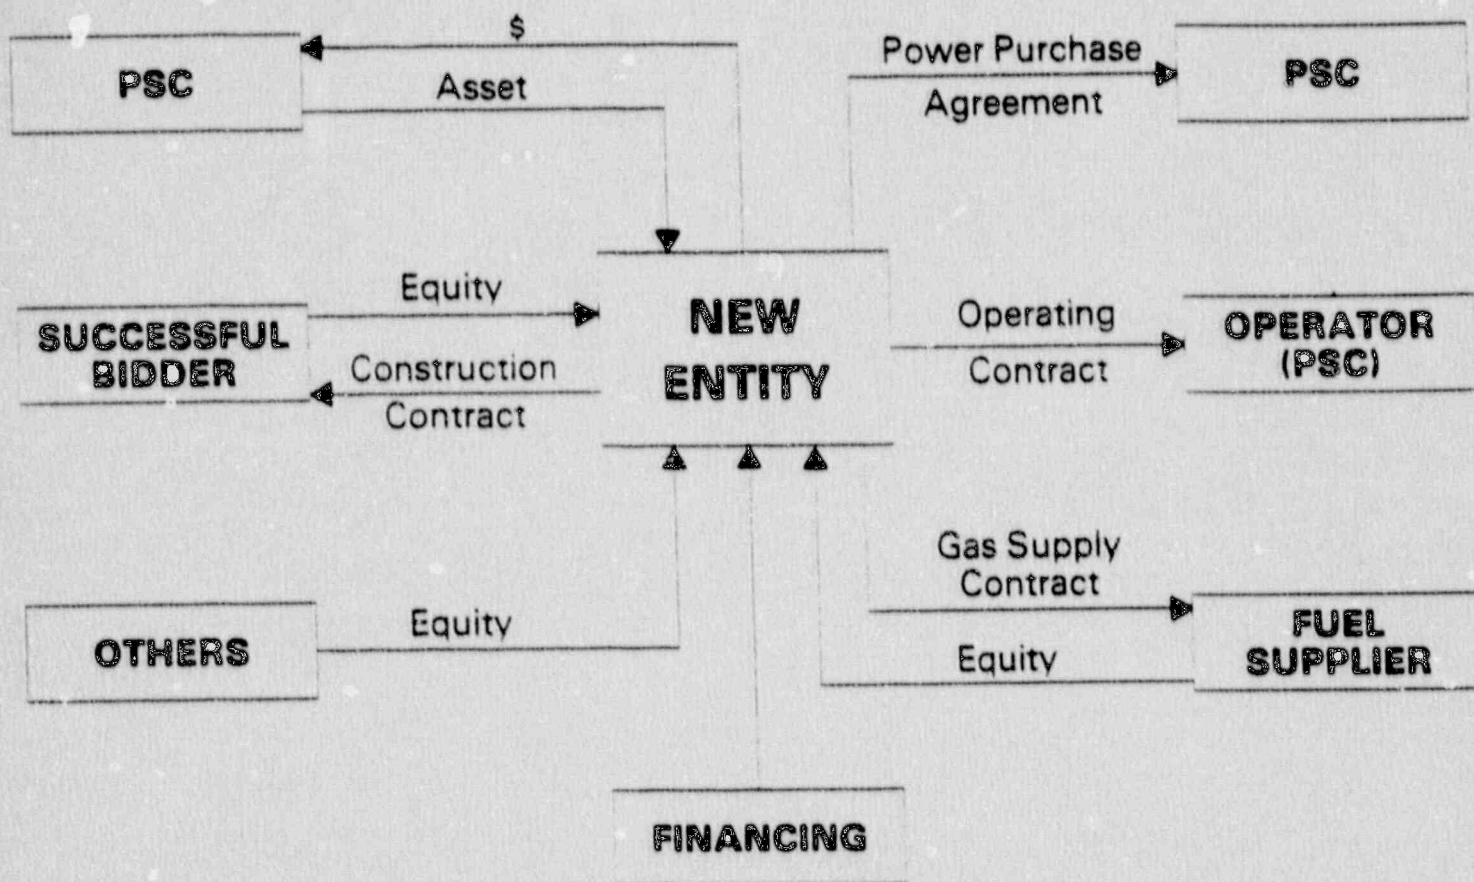 $
PSC
Asset
Power Purchase
Agreement
PSC
SUCCESSFUL
BIDDER
Equity
Construction
Contract
NEW
ENTITY
Operating
Contract
OPERATOR
(PSC)
OTHERS
Equity
Gas Supply
Contract
Equity
FUEL
SUPPLIER
FINANCING